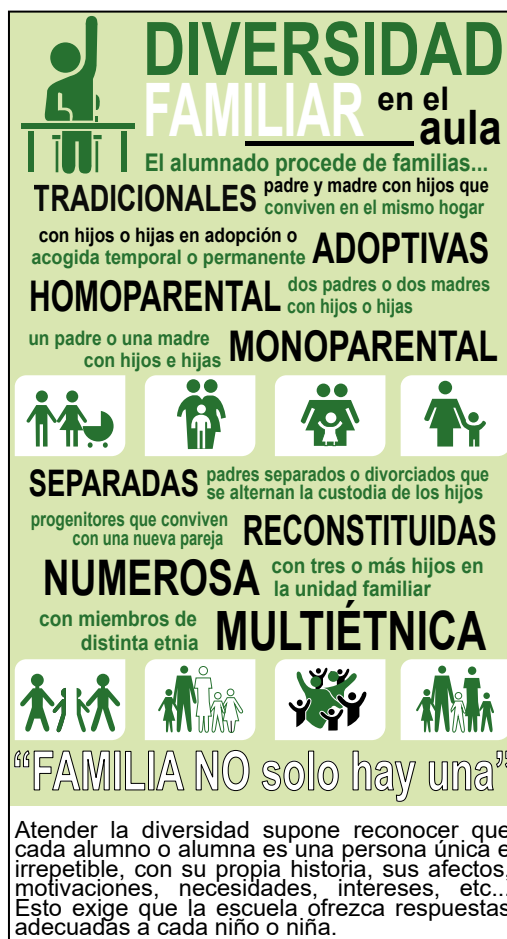 DIVERSIDAD
FAMILIAR en el
aula
El alumnado procede de familias...
TRADICIONALES padre y madre con hijos que
conviven en el mismo hogar
con hijos o hijas en adopción o
acogida temporal o permanente ADOPTIVAS
HOMOPARENTAL dos padres o dos madres
con hijos o hijas
un padre o una madre
con hijos e hijas MONOPARENTAL
SEPARADAS padres separados o divorciados que
se alternan la custodia de los hijos
progenitores que conviven
con una nueva pareja RECONSTITUIDAS
NUMEROSA con tres o más hijos en
la unidad familiar
con miembros de
distinta etnia MULTIÉTNICA
“FAMILIA NO solo hay una”
Atender la diversidad supone reconocer que
cada alumno o alumna es una persona única e
irrepetible, con su propia historia, sus afectos,
motivaciones, necesidades, intereses, etc...
Esto exige que la escuela ofrezca respuestas
adecuadas a cada niño o niña.